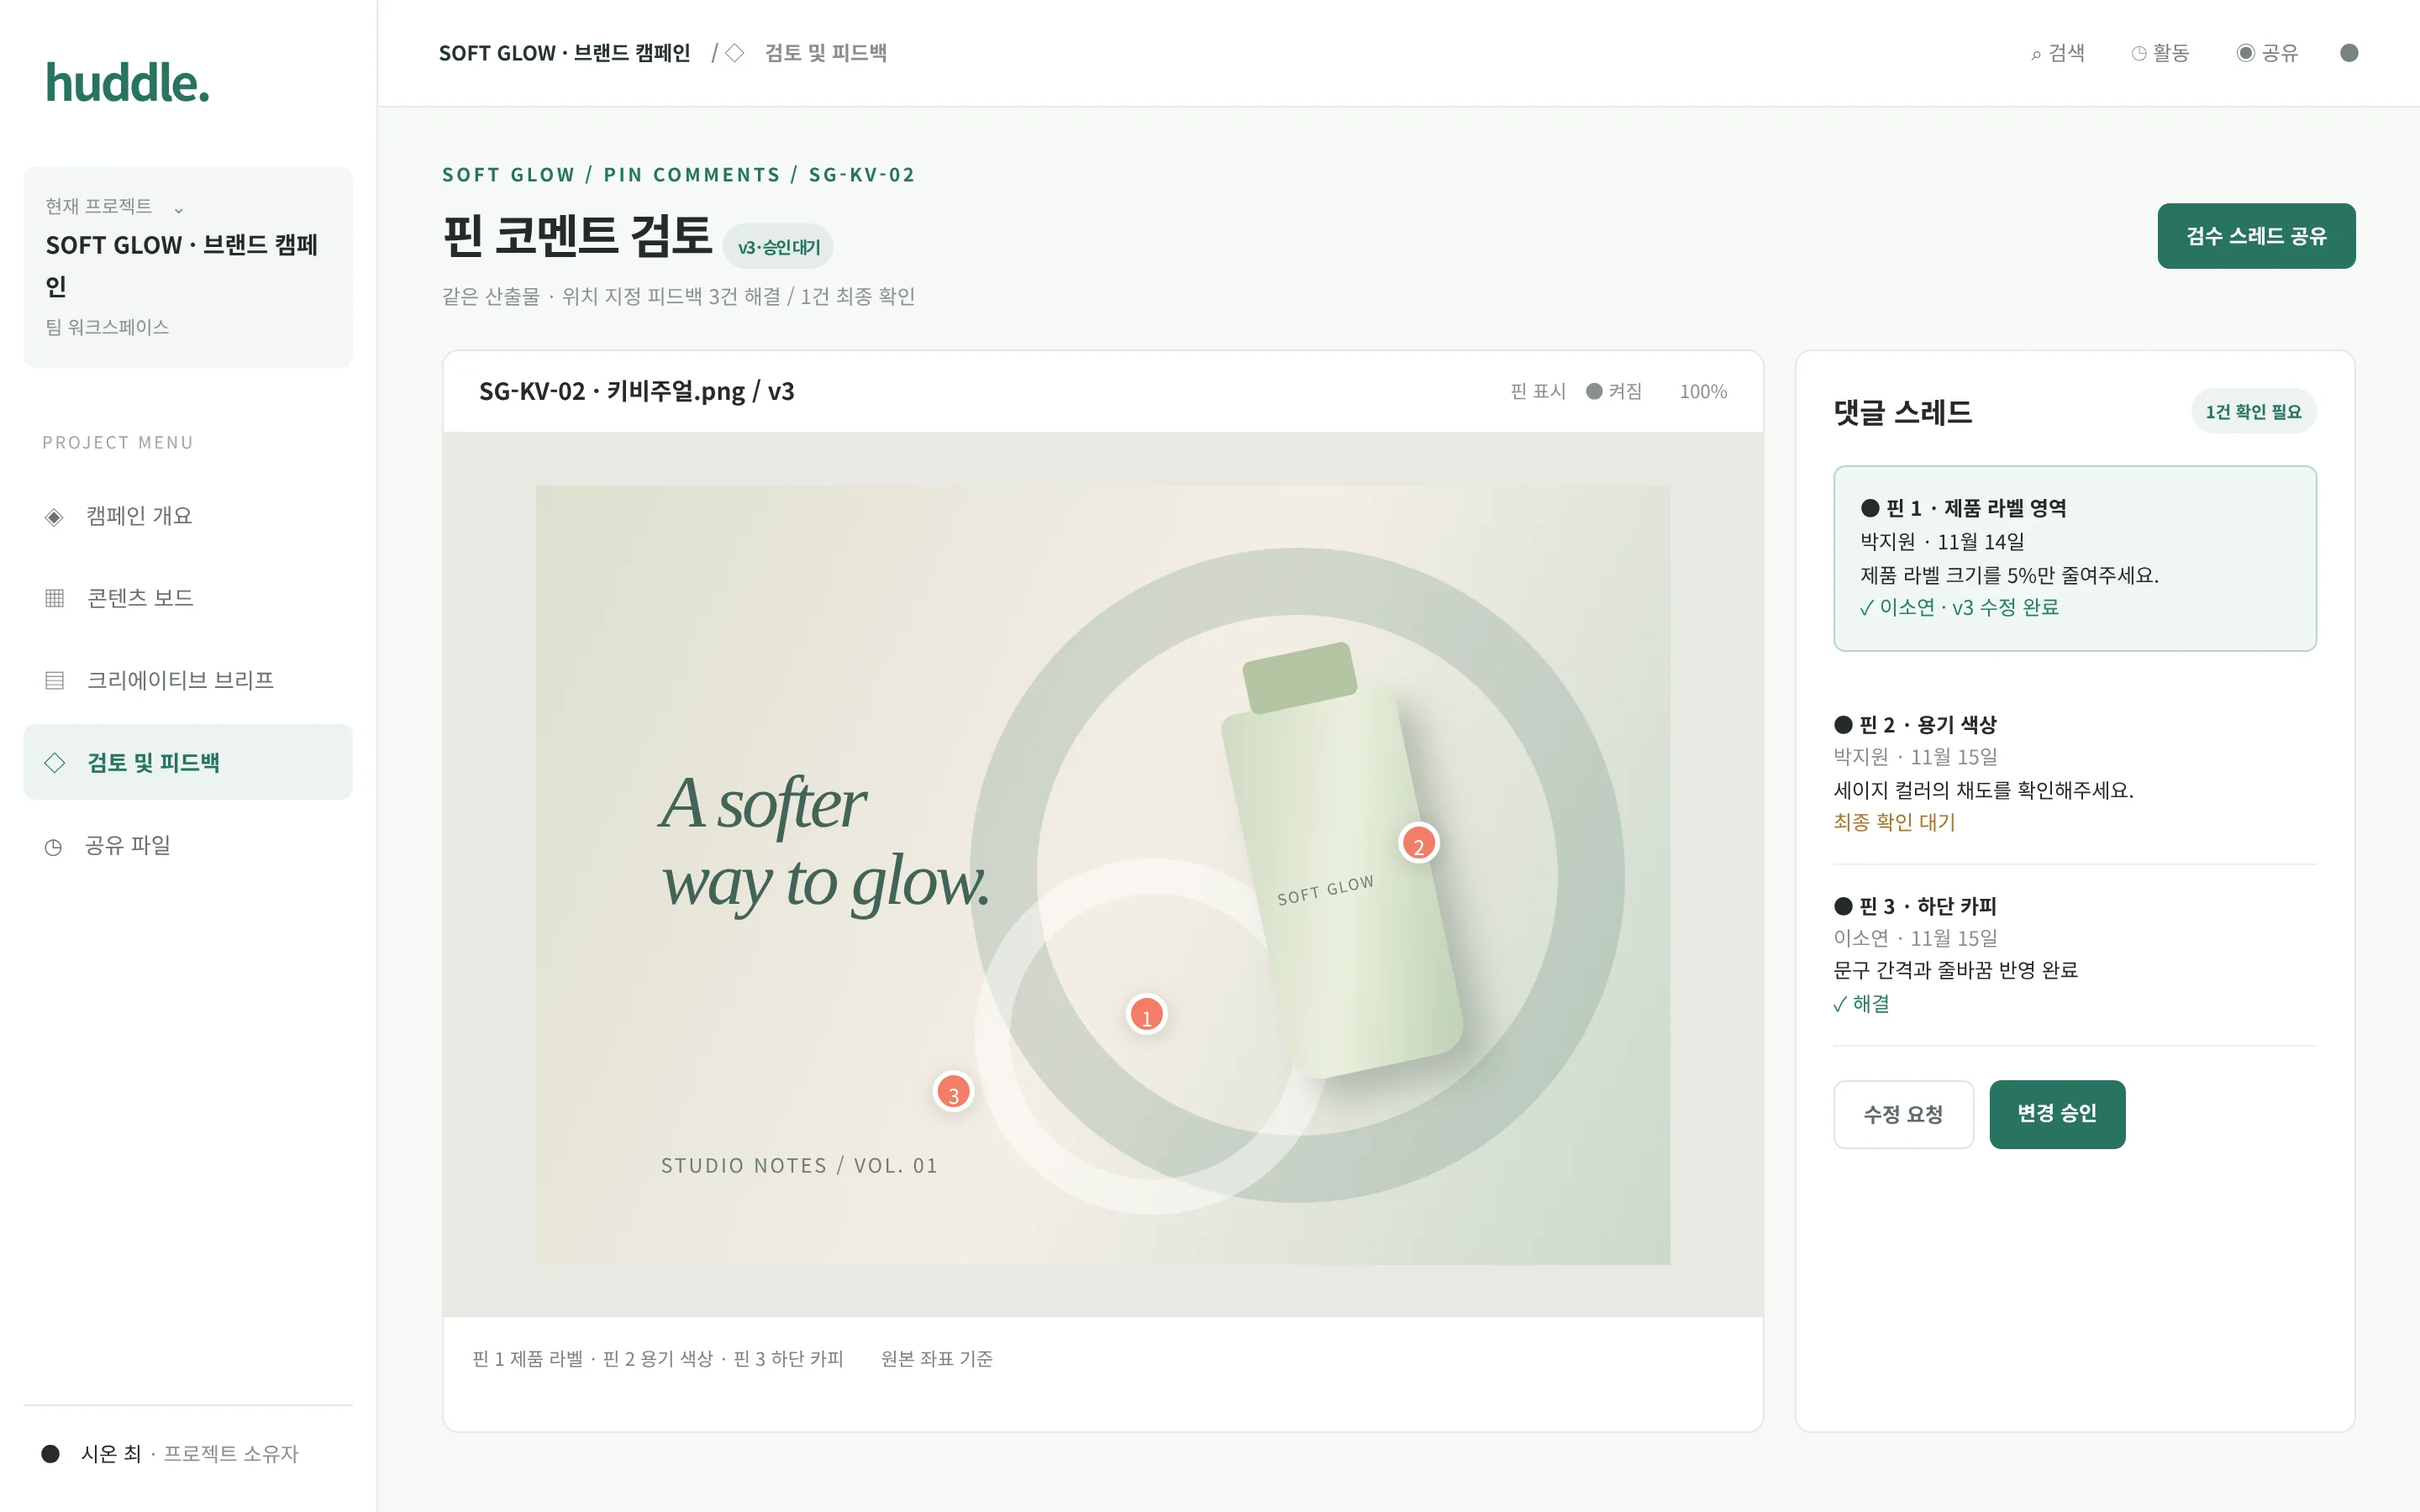 huddle.
현재 프로젝트
SOFT GLOW · 브랜드 캠페
인
팀 워크스페이스
PROJECT MENU
캠페인 개요
콘텐츠 보드
크리에이티브 브리프
검토 및 피드백
공유 파일
시온 최 · 프로젝트 소유자
SOFT GLOW · 브랜드 캠페인 / ◇ 검토 및 피드백
검색 활동 공유
SOFT GLOW / PIN COMMENTS / SG-KV-02
핀 코멘트 검토 v3·승인 대기
같은 산출물 · 위치 지정 피드백 3건 해결 / 1건 최종 확인
검수 스레드 공유
SG-KV-02 · 키비주얼.png / v3
핀 표시 ● 켜짐 100%
A softer
way to glow.
SOFT GLOW
2
1
3
STUDIO NOTES / VOL. 01
핀 1 제품 라벨 · 핀 2 용기 색상 · 핀 3 하단 카피 원본 좌표 기준
댓글 스레드 1건 확인 필요
● 핀 1 · 제품 라벨 영역
박지원 · 11월 14일
제품 라벨 크기를 5%만 줄여주세요.
✓ 이소연 · v3 수정 완료
● 핀 2 · 용기 색상
박지원 · 11월 15일
세이지 컬러의 채도를 확인해주세요.
최종 확인 대기
● 핀 3 · 하단 카피
이소연 · 11월 15일
문구 간격과 줄바꿈 반영 완료
✓ 해결
수정 요청
변경 승인